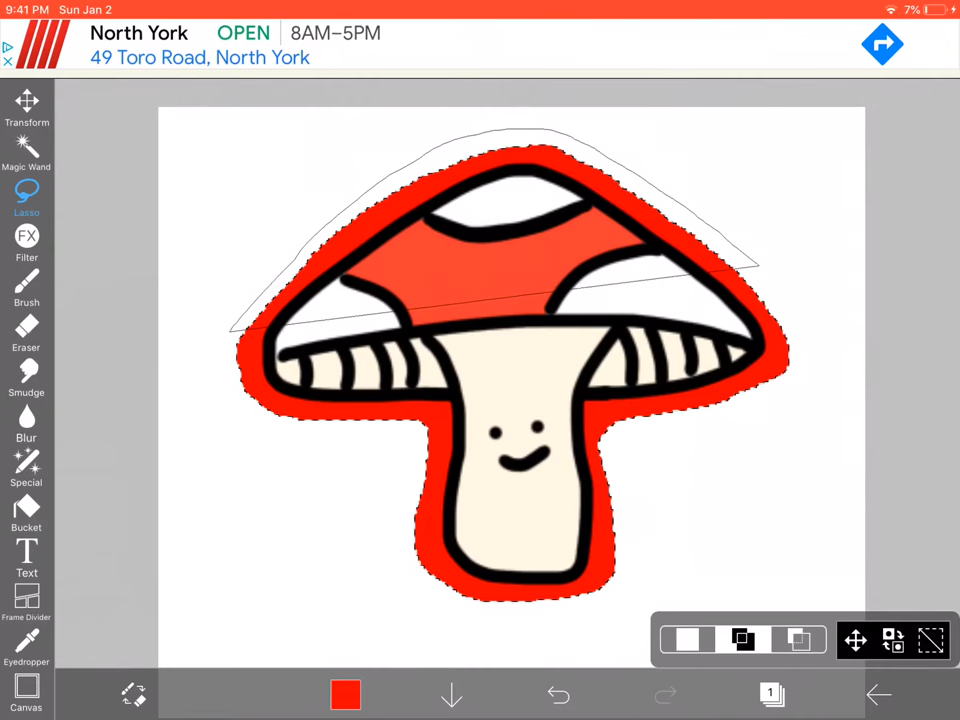 9:41 PM Sun Jan 2 7%
North York OPEN 8AM–5PM
49 Toro Road, North York
Transform
Magic Wand
Lasso
FX
Filter
Brush
Eraser
Smudge
Blur
Special
Bucket
T
Text
Frame Divider
Eyedropper
Canvas
1